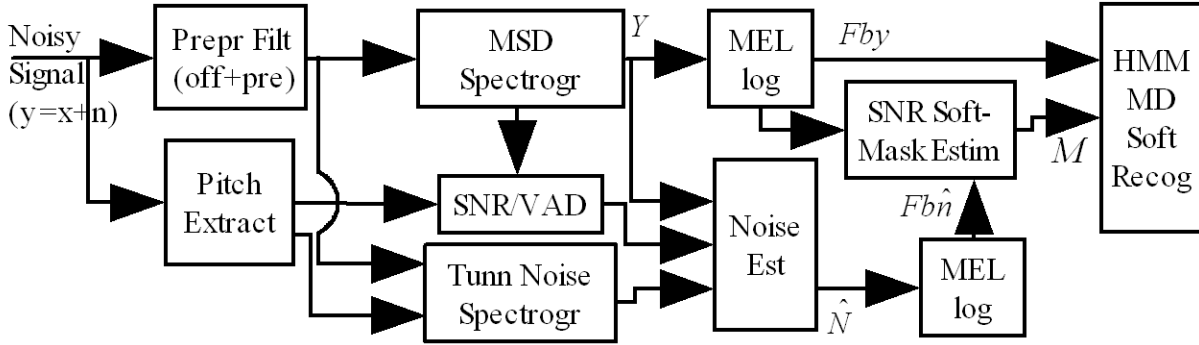 Noisy
Signal
(y=x+n)
Prepr Filt
(off+pre)
MSD
Spectrogr
Y
MEL
log
Fby
HMM
MD
Soft
Recog
SNR Soft-
Mask Estim
M
Pitch
Extract
SNR/VAD
Noise
Est
Fbn̂
Tunn Noise
Spectrogr
N̂
MEL
log